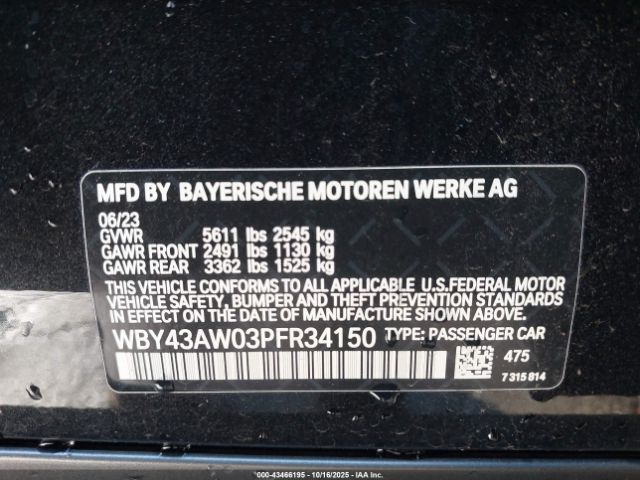 MFD BY BAYERISCHE MOTOREN WERKE AG
06/23
GVWR 5611 lbs 2545 kg
GAWR FRONT 2491 lbs 1130 kg
GAWR REAR 3362 lbs 1525 kg
THIS VEHICLE CONFORMS TO ALL APPLICABLE U.S.FEDERAL MOTOR
VEHICLE SAFETY, BUMPER AND THEFT PREVENTION STANDARDS
IN EFFECT ON THE DATE OF MANUFACTURE SHOWN ABOVE.
WBY43AW03PFR34150 TYPE: PASSENGER CAR
475
7 315 814
© 000-43466195 - 10/16/2025 - IAA Inc.